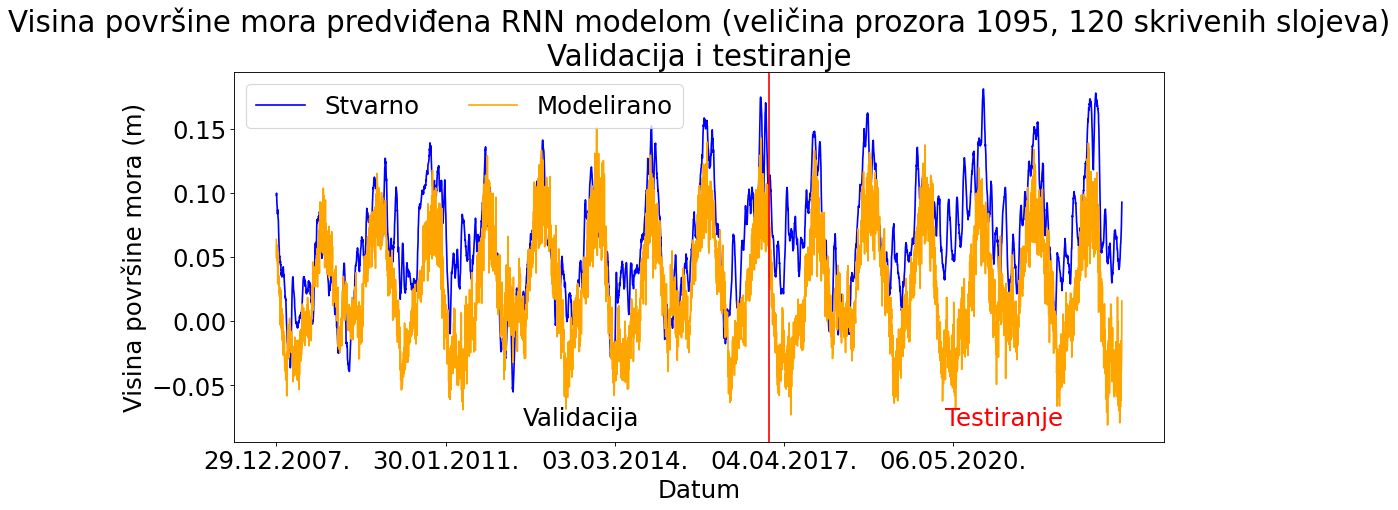 Visina površine mora predviđena RNN modelom (veličina prozora 1095, 120 skrivenih slojeva)
Validacija i testiranje
Stvarno
Modelirano
Visina površine mora (m)
0.15
0.10
0.05
0.00
−0.05
Validacija
Testiranje
29.12.2007.
30.01.2011.
03.03.2014.
04.04.2017.
06.05.2020.
Datum